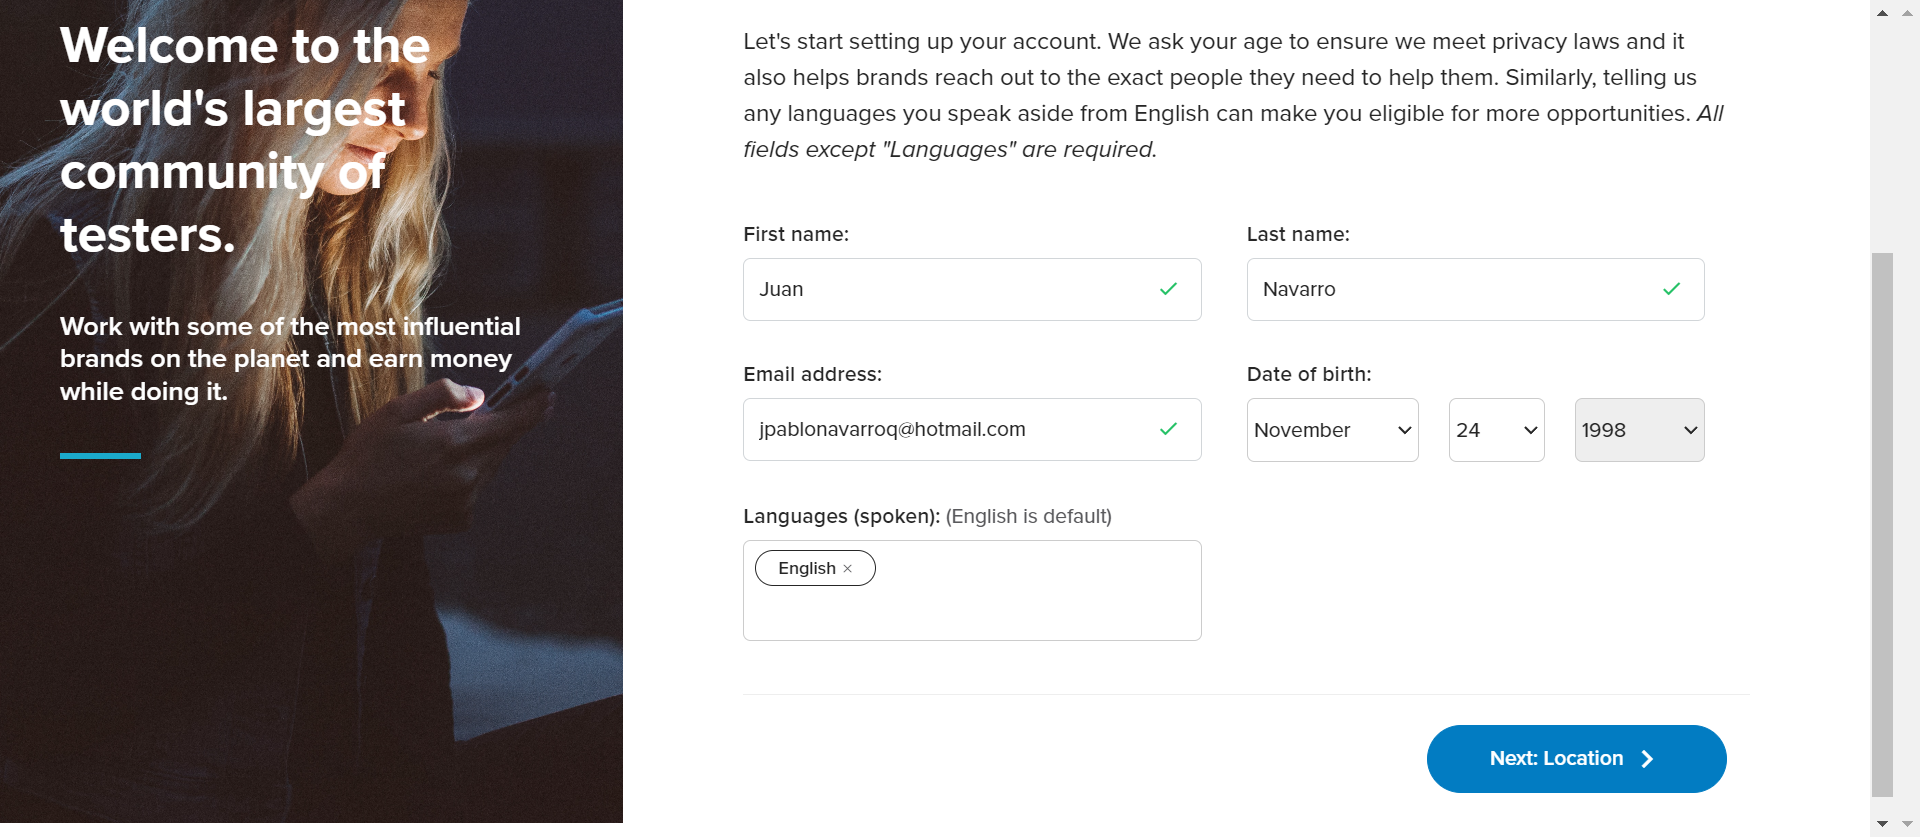 Welcome to the
world's largest
community of
testers.
Work with some of the most influential
brands on the planet and earn money
while doing it.
Let's start setting up your account. We ask your age to ensure we meet privacy laws and it
also helps brands reach out to the exact people they need to help them. Similarly, telling us
any languages you speak aside from English can make you eligible for more opportunities. All
fields except "Languages" are required.
First name:
Last name:
Juan
Navarro
Email address:
Date of birth:
jpablonavarroq@hotmail.com
November
24
1998
Languages (spoken): (English is default)
English ×
Next: Location